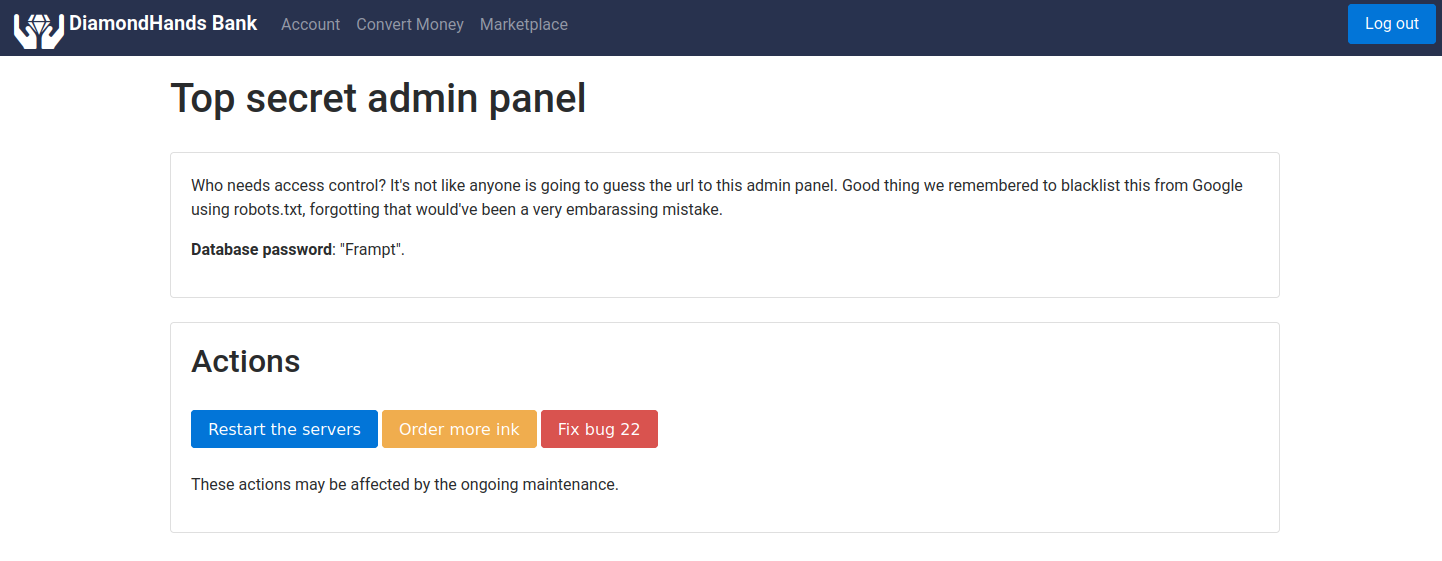 DiamondHands Bank Account Convert Money Marketplace Log out
Top secret admin panel
Who needs access control? It's not like anyone is going to guess the url to this admin panel. Good thing we remembered to blacklist this from Google
using robots.txt, forgotting that would've been a very embarassing mistake.
Database password: "Frampt".
Actions
Restart the servers Order more ink Fix bug 22
These actions may be affected by the ongoing maintenance.